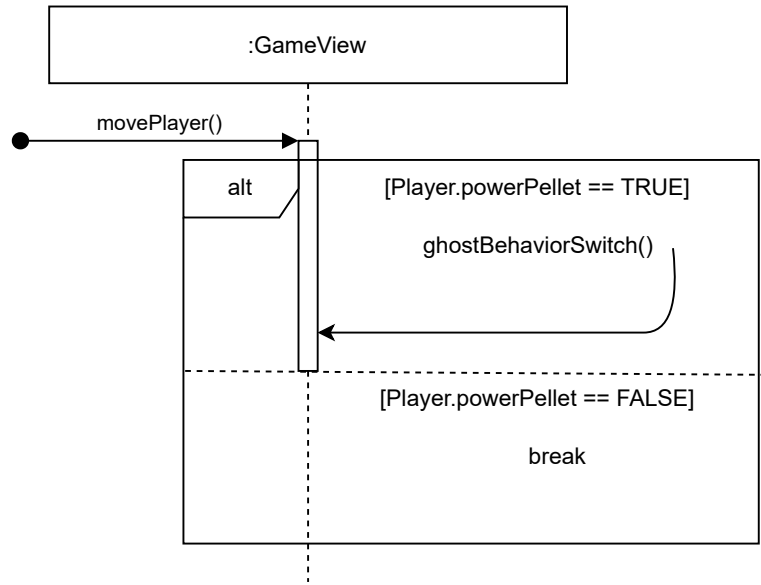 :GameView
movePlayer()
alt
[Player.powerPellet == TRUE]
ghostBehaviorSwitch()
[Player.powerPellet == FALSE]
break